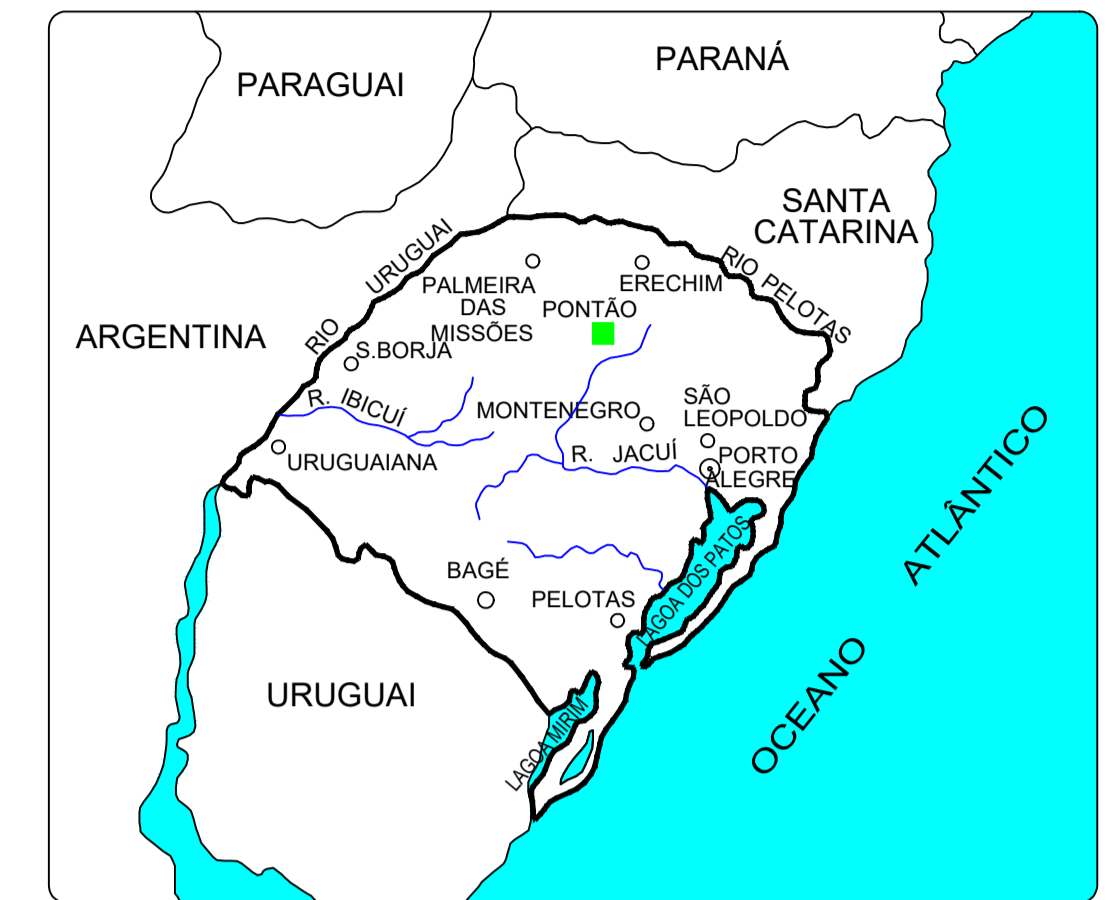 PARAGUAI
PARANÁ
SANTA
CATARINA
RIO URUGUAI
RIO PELOTAS
PALMEIRA
DAS
MISSÕES
ERECHIM
PONTÃO
ARGENTINA
S.BORJA
R. IBICUÍ
MONTENEGRO
SÃO
LEOPOLDO
URUGUAIANA
R. JACUÍ
PORTO
ALEGRE
LAGOA DOS PATOS
BAGÉ
PELOTAS
URUGUAI
LAGOA MIRIM
OCEANO ATLÂNTICO